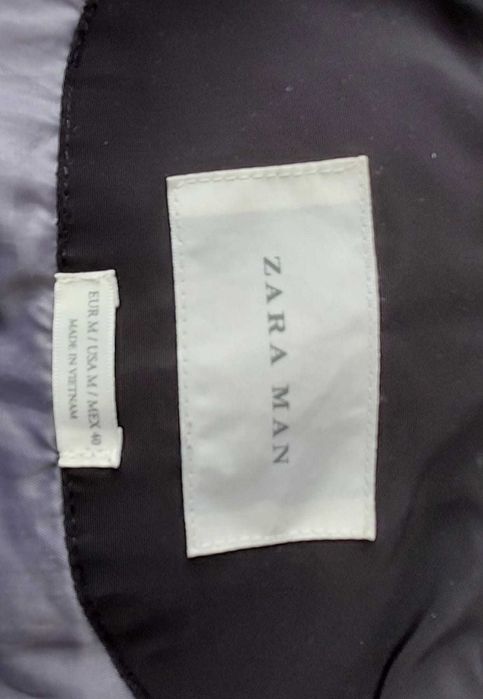 ZARA MAN
EUR M / USA M / MEX 40
MADE IN VIETNAM